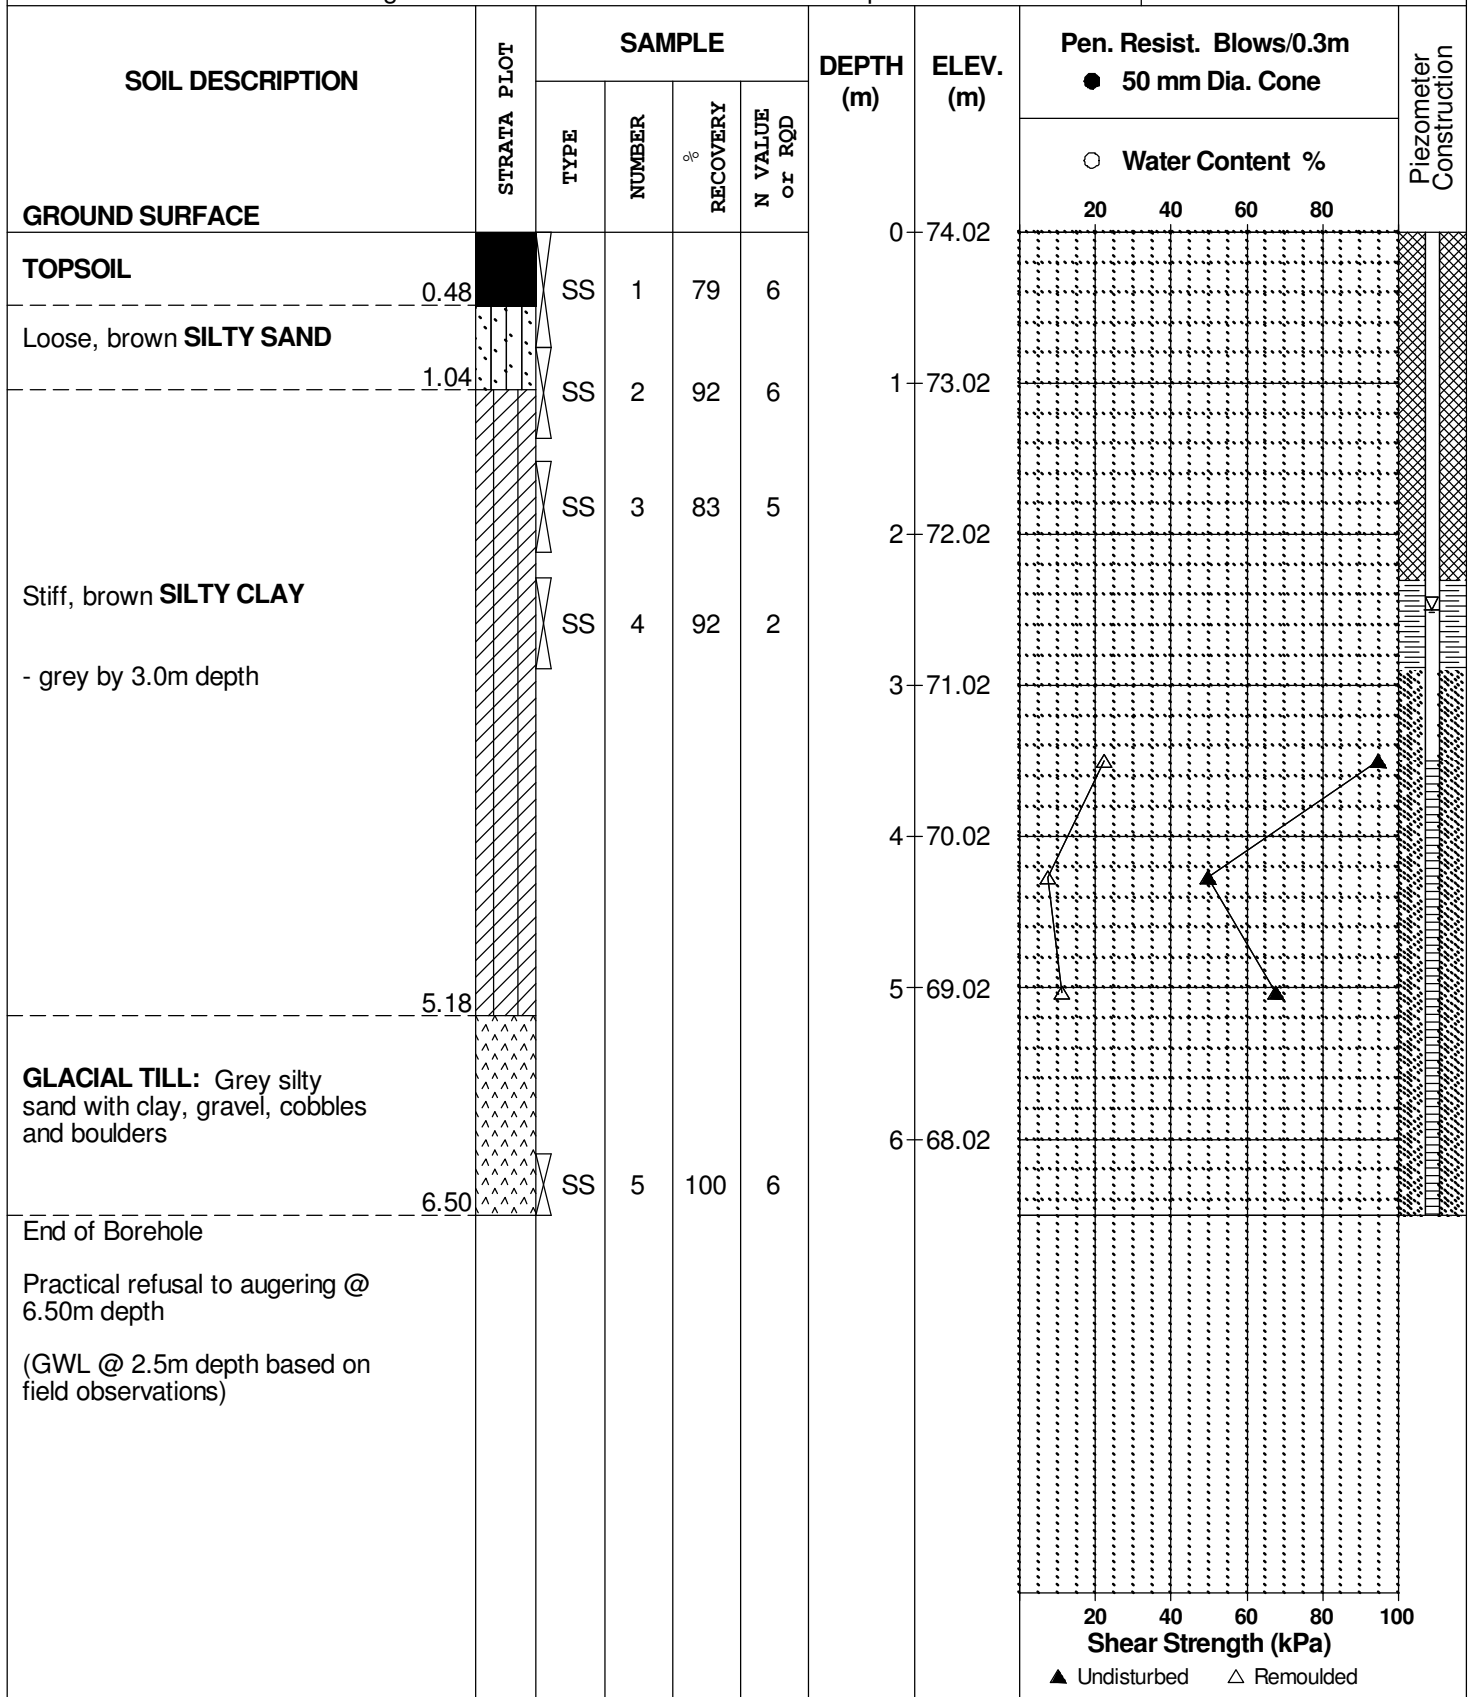 SOIL DESCRIPTION
GROUND SURFACE
STRATA PLOT
SAMPLE
TYPE
NUMBER
% RECOVERY
N VALUE or RQD
DEPTH (m)
ELEV. (m)
Pen. Resist. Blows/0.3m
● 50 mm Dia. Cone
○ Water Content %
20 40 60 80
Piezometer Construction
0 74.02
TOPSOIL
0.48
SS 1 79 6
Loose, brown SILTY SAND
1.04
SS 2 92 6
1 73.02
SS 3 83 5
2 72.02
Stiff, brown SILTY CLAY
SS 4 92 2
- grey by 3.0m depth
3 71.02
4 70.02
5 69.02
5.18
GLACIAL TILL: Grey silty
sand with clay, gravel, cobbles
and boulders
6 68.02
SS 5 100 6
6.50
End of Borehole
Practical refusal to augering @
6.50m depth
(GWL @ 2.5m depth based on
field observations)
20 40 60 80 100
Shear Strength (kPa)
▲ Undisturbed △ Remoulded